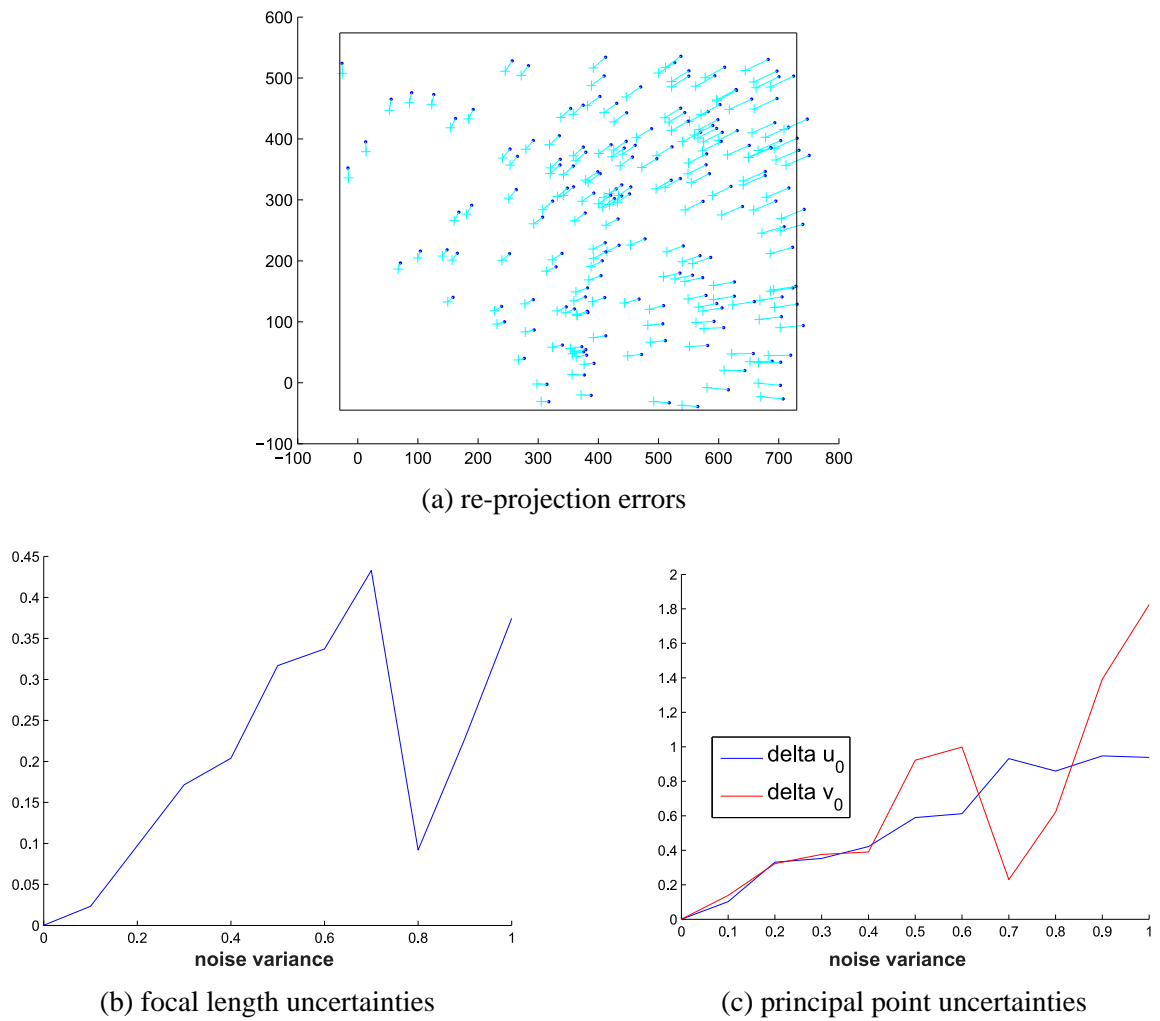 600
500
400
300
200
100
0
−100
−100 0 100 200 300 400 500 600 700 800
(a) re-projection errors
0.45
0.4
0.35
0.3
0.25
0.2
0.15
0.1
0.05
0
0 0.2 0.4 0.6 0.8 1
noise variance
(b) focal length uncertainties
2
1.8
1.6
1.4
1.2
1
0.8
0.6
0.4
0.2
0
delta u0
delta v0
0 0.1 0.2 0.3 0.4 0.5 0.6 0.7 0.8 0.9 1
noise variance
(c) principal point uncertainties